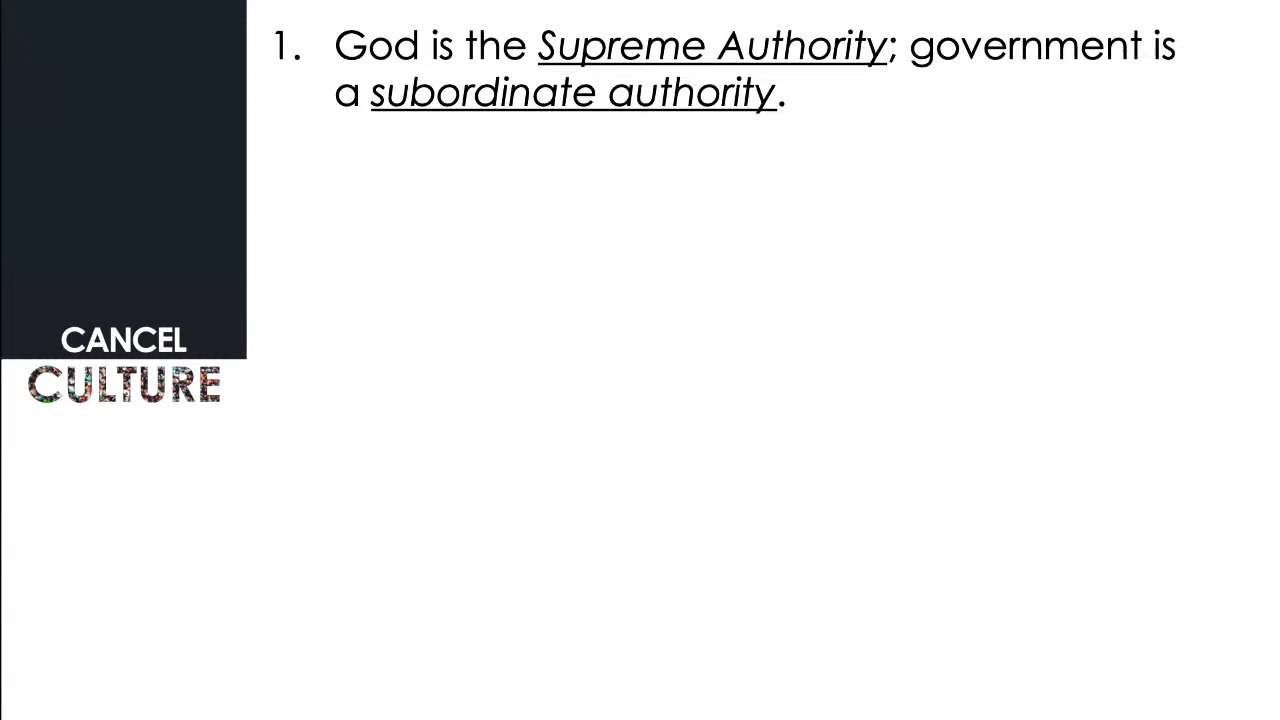 1. God is the Supreme Authority; government is
a subordinate authority.
CANCEL
CULTURE